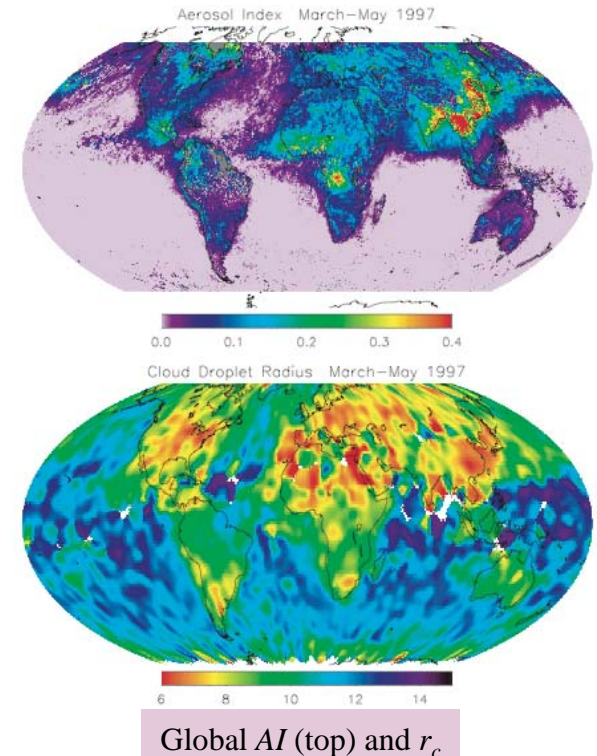 Aerosol Index March−May 1997
0.0 0.1 0.2 0.3 0.4
Cloud Droplet Radius March−May 1997
6 8 10 12 14
Global AI (top) and rc